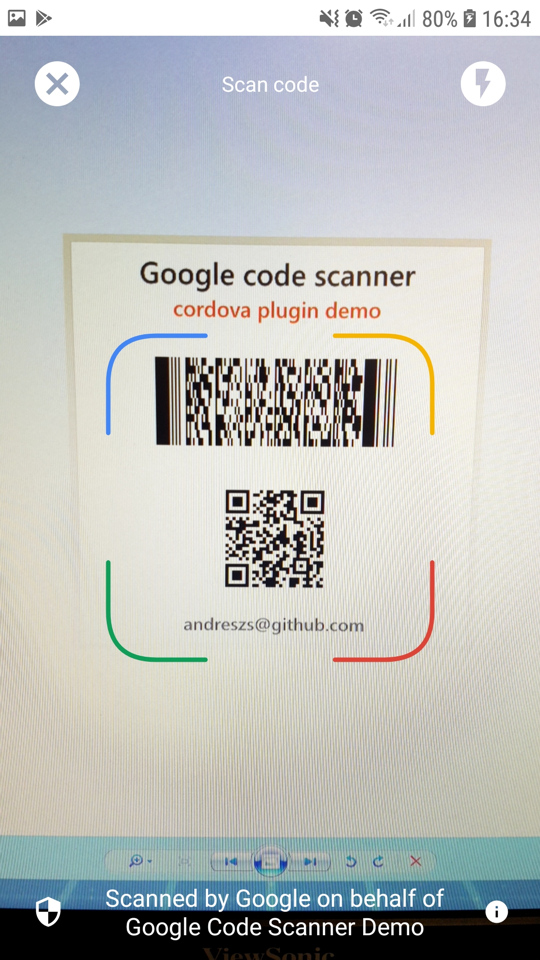 80% 16:34
Scan code
Google code scanner
cordova plugin demo
andreszs@github.com
Scanned by Google on behalf of
Google Code Scanner Demo
ViewSonic